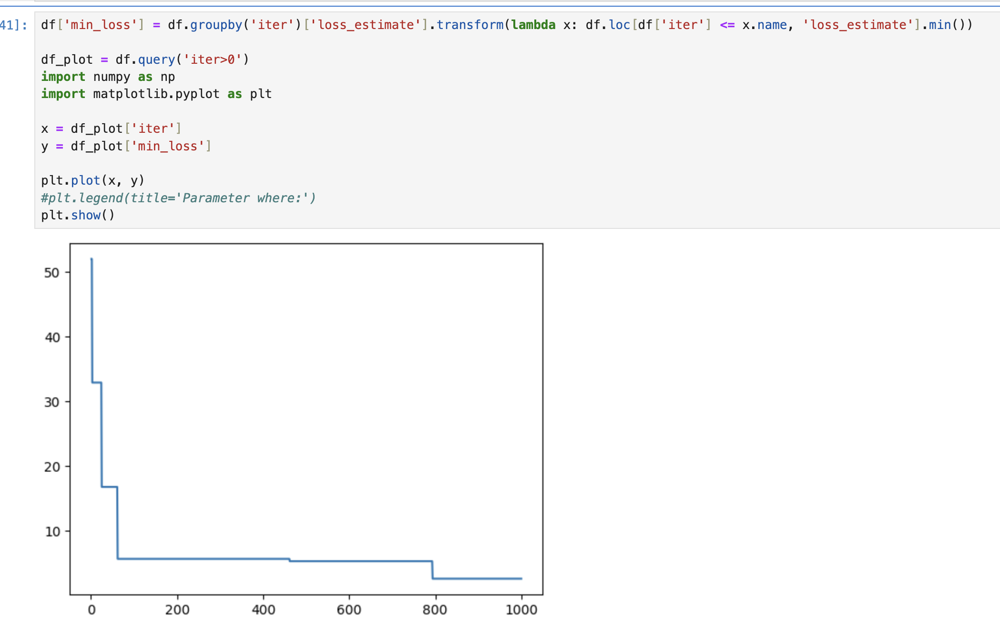 41]:
df['min_loss'] = df.groupby('iter')['loss_estimate'].transform(lambda x: df.loc[df['iter'] <= x.name, 'loss_estimate'].min())
df_plot = df.query('iter>0')
import numpy as np
import matplotlib.pyplot as plt
x = df_plot['iter']
y = df_plot['min_loss']
plt.plot(x, y)
#plt.legend(title='Parameter where:')
plt.show()
50
40
30
20
10
0 200 400 600 800 1000